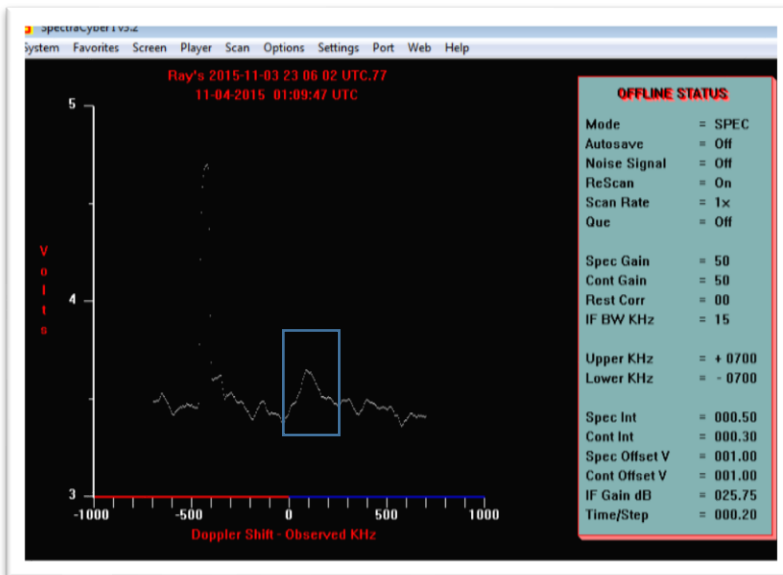 SpectraCyber I v5.2
System Favorites Screen Player Scan Options Settings Port Web Help
Ray's 2015-11-03 23 06 02 UTC.77
11-04-2015 01:09:47 UTC
Volts
5
4
3
-1000 -500 0 500 1000
Doppler Shift - Observed KHz
OFFLINE STATUS
Mode = SPEC
Autosave = Off
Noise Signal = Off
ReScan = On
Scan Rate = 1x
Que = Off
Spec Gain = 50
Cont Gain = 50
Rest Corr = 00
IF BW KHz = 15
Upper KHz = + 0700
Lower KHz = - 0700
Spec Int = 000.50
Cont Int = 000.30
Spec Offset V = 001.00
Cont Offset V = 001.00
IF Gain dB = 025.75
Time/Step = 000.20